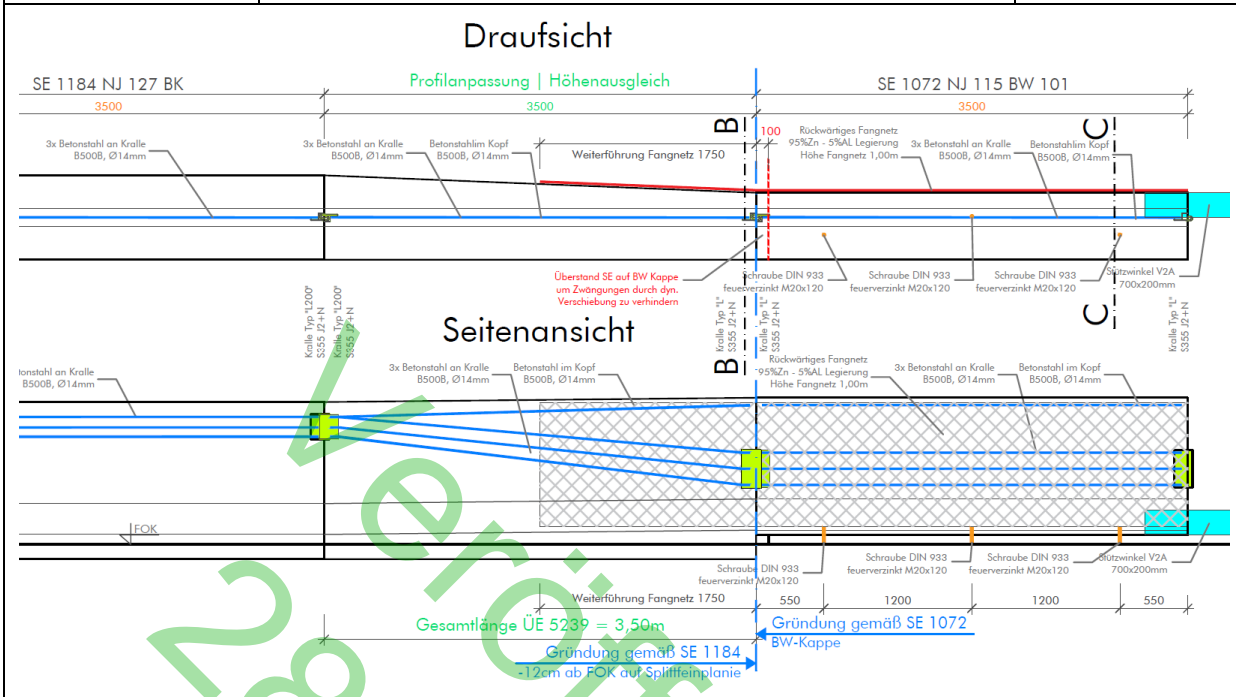 Draufsicht
SE 1184 NJ 127 BK
Profilanpassung | Höhenausgleich
SE 1072 NJ 115 BW 101
3500
3500
3500
B
C
100
3x Betonstahl an Kralle
B500B, Ø14mm
3x Betonstahl an Kralle
B500B, Ø14mm
Betonstahlim Kopf
B500B, Ø14mm
Weiterführung Fangnetz 1750
Rückwärtiges Fangnetz
95%Zn - 5%AL Legierung
Höhe Fangnetz 1,00m
3x Betonstahl an Kralle
B500B, Ø14mm
Betonstahlim Kopf
B500B, Ø14mm
Überstand SE auf BW Kappe
um Zwängungen durch dyn.
Verschiebung zu verhindern
Schraube DIN 933
feuerverzinkt M20x120
Schraube DIN 933
feuerverzinkt M20x120
Schraube DIN 933
feuerverzinkt M20x120
Stützwinkel V2A
700x200mm
Kralle Typ "L200"
S355 J2+N
Kralle Typ "L200"
S355 J2+N
Seitenansicht
Kralle Typ "L"
S355 J2+N
Kralle Typ "L"
S355 J2+N
Kralle Typ "L"
S355 J2+N
B
C
tonstahl an Kralle
B500B, Ø14mm
3x Betonstahl an Kralle
B500B, Ø14mm
Betonstahl im Kopf
B500B, Ø14mm
Rückwärtiges Fangnetz
95%Zn - 5%AL Legierung
Höhe Fangnetz 1,00m
3x Betonstahl an Kralle
B500B, Ø14mm
Betonstahl im Kopf
B500B, Ø14mm
FOK
Schraube DIN 933
feuerverzinkt M20x120
Schraube DIN 933
feuerverzinkt M20x120
Schraube DIN 933
feuerverzinkt M20x120
Stützwinkel V2A
700x200mm
Weiterführung Fangnetz 1750
550
1200
1200
550
Gesamtlänge ÜE 5239 = 3,50m
Gründung gemäß SE 1072
BW-Kappe
Gründung gemäß SE 1184
-12cm ab FOK auf Splittfeinplanie
Verör
28